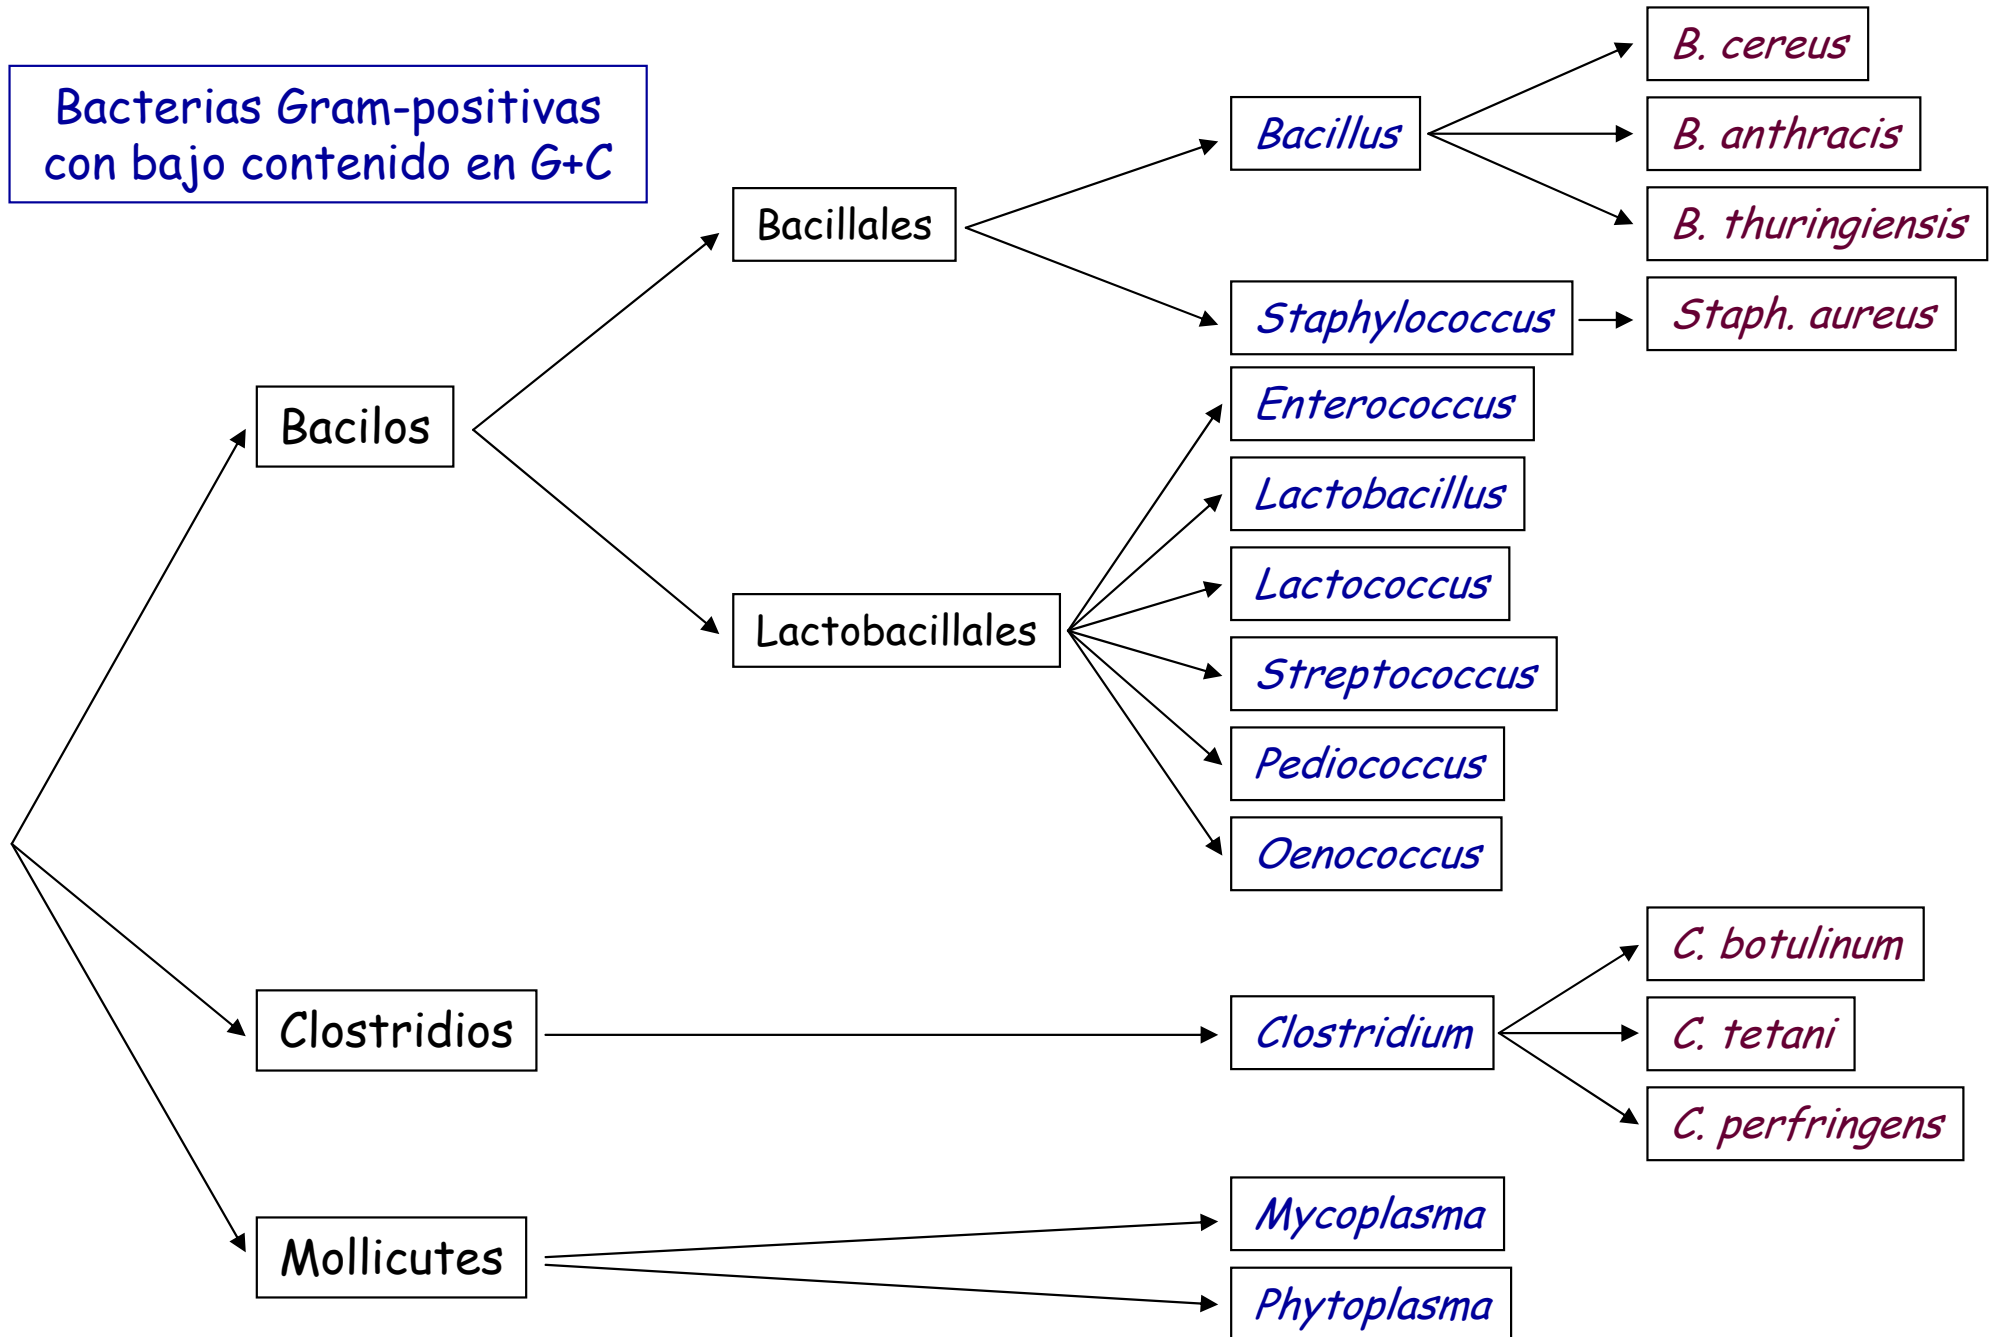 Bacterias Gram-positivas
con bajo contenido en G+C
Bacilos
Bacillales
Bacillus
B. cereus
B. anthracis
B. thuringiensis
Staphylococcus
Staph. aureus
Lactobacillales
Enterococcus
Lactobacillus
Lactococcus
Streptococcus
Pediococcus
Oenococcus
Clostridios
Clostridium
C. botulinum
C. tetani
C. perfringens
Mollicutes
Mycoplasma
Phytoplasma